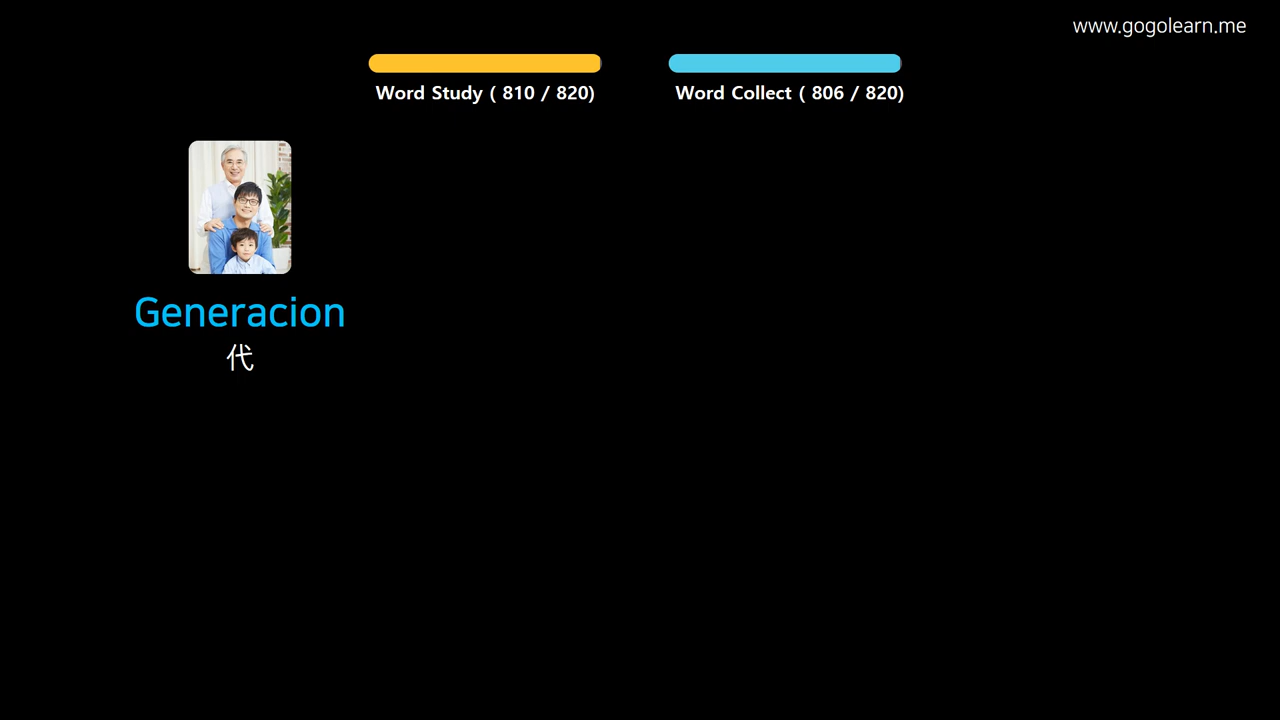 www.gogolearn.me
Word Study ( 810 / 820)
Word Collect ( 806 / 820)
Generacion
代